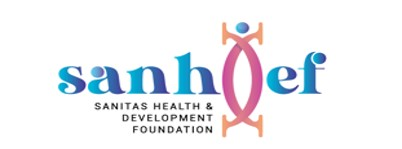 sanhdef
SANITAS HEALTH &
DEVELOPMENT
FOUNDATION